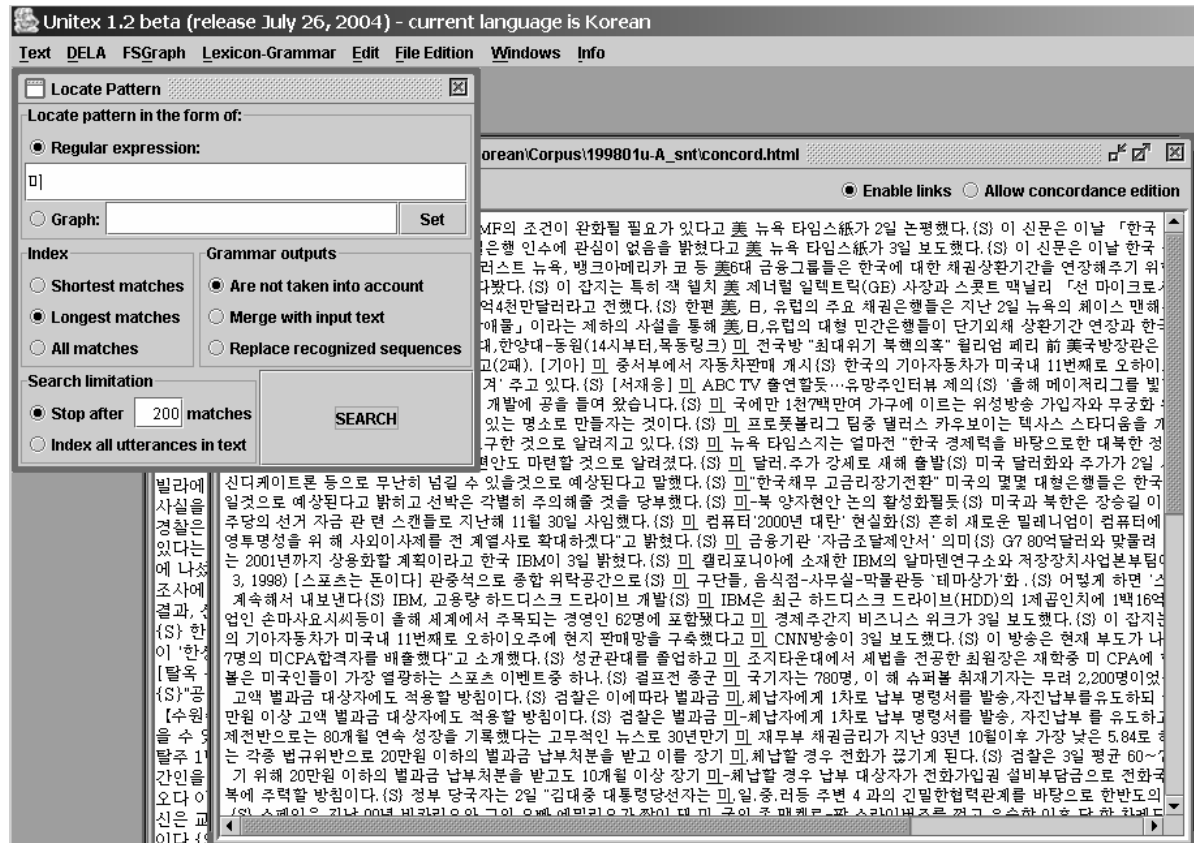 Unitex 1.2 beta (release July 26, 2004) - current language is Korean
Text DELA FSGraph Lexicon-Grammar Edit File Edition Windows Info
Locate Pattern
Locate pattern in the form of:
Regular expression:
미
Graph: Set
Index
Shortest matches
Longest matches
All matches
Grammar outputs
Are not taken into account
Merge with input text
Replace recognized sequences
Search limitation
Stop after 200 matches
Index all utterances in text
SEARCH
orean\Corpus\199801u-A_snt\concord.html
Enable links Allow concordance edition
MF의 조건이 완화될 필요가 있다고 美 뉴욕 타임스紙가 2일 논평했다.{S} 이 신문은 이날 「한국
은행 인수에 관심이 없음을 밝혔다고 美 뉴욕 타임스紙가 3일 보도했다.{S} 이 신문은 이날 한국
러스트 뉴욕, 뱅크아메리카 코 등 美6대 금융그룹들은 한국에 대한 채권상환기간을 연장해주기 위
다봤다.{S} 이 잡지는 특히 잭 웰치 美 제너럴 일렉트릭(GE) 사장과 스콧트 맥닐리 「선 마이크로
억4천만달러라고 전했다.{S} 한편 美, 日, 유럽의 주요 채권은행들은 지난 2일 뉴욕의 체이스 맨해
애물」이라는 제하의 사설을 통해 美,日,유럽의 대형 민간은행들이 단기외채 상환기간 연장과 한
대,한양대-동원(14시부터,목동링크) 미 전국방 "최대위기 북핵의혹" 윌리엄 페리 前 美국방장관은
고(2패). [기아] 미 중서부에서 자동차판매 개시{S} 한국의 기아자동차가 미국내 11번째로 오하이
겨' 주고 있다.{S} [서재응] 미 ABC TV 출연할듯…유망주인터뷰 제의{S} '올해 메이저리그를 빛
개발에 공을 들여 왔습니다.{S} 미 국에만 1천7백만여 가구에 이르는 위성방송 가입자와 무궁화
있는 명소로 만들자는 것이다.{S} 미 프로풋볼리그 팀중 댈러스 카우보이는 텍사스 스타디움을 개
구한 것으로 알려지고 있다.{S} 미 뉴욕 타임스지는 얼마전 "한국 경제력을 바탕으로한 대북한 정
변안도 마련할 것으로 알려졌다.{S} 미 달러.주가 강세로 새해 출발{S} 미국 달러화와 주가가 2일
신디케이트론 등으로 무난히 넘길 수 있을것으로 예상된다고 말했다.{S} 미"한국채무 고금리장기전환" 미국의 몇몇 대형은행들은 한국
일것으로 예상된다고 밝히고 선박은 각별히 주의해줄 것을 당부했다.{S} 미-북 양자현안 논의 활성화될듯{S} 미국과 북한은 장승길 이
주당의 선거 자금 관 련 스캔들로 지난해 11월 30일 사임했다.{S} 미 컴퓨터'2000년 대란' 현실화{S} 흔히 새로운 밀레니엄이 컴퓨터에
영투명성을 위 해 사외이사제를 전 계열사로 확대하겠다"고 밝혔다.{S} 미 금융기관 '자금조달제안서' 의미{S} G7 80억달러와 맞물려
는 2001년까지 상용화할 계획이라고 한국 IBM이 3일 밝혔다.{S} 미 캘리포니아에 소재한 IBM의 알마덴연구소와 저장장치사업본부팀
3, 1998) [스포츠는 돈이다] 관중석으로 종합 위락공간으로{S} 미 구단들, 음식점-사무실-막물관등 `테마상가'화 .{S} 어떻게 하면 '스
계속해서 내보낸다{S} IBM, 고용량 하드디스크 드라이브 개발{S} 미 IBM은 최근 하드디스크 드라이브(HDD)의 1제곱인치에 1백16억
업인 손마사요시씨등이 올해 세계에서 주목되는 경영인 62명에 포함됐다고 미 경제주간지 비즈니스 위크가 3일 보도했다.{S} 이 잡지는
의 기아자동차가 미국내 11번째로 오하이오주에 현지 판매망을 구축했다고 미 CNN방송이 3일 보도했다.{S} 이 방송은 현재 부도가 나
7명의 미CPA합격자를 배출했다"고 소개했다.{S} 성균관대를 졸업하고 미 조지타운대에서 세법을 전공한 최원장은 재학중 미 CPA에
볼은 미국인들이 가장 열광하는 스포츠 이벤트중 하나.{S} 걸프전 종군 미 국기자는 780명, 이 해 슈퍼볼 취재기자는 무려 2,200명이었
고액 벌과금 대상자에도 적용할 방침이다.{S} 검찰은 이에따라 벌과금 미.체납자에게 1차로 납부 명령서를 발송,자진납부를유도하되
만원 이상 고액 벌과금 대상자에도 적용할 방침이다.{S} 검찰은 벌과금 미-체납자에게 1차로 납부 명령서를 발송, 자진납부 를 유도하고
제전반으로는 80개월 연속 성장을 기록했다는 고무적인 뉴스로 30년만기 미 재무부 채권금리가 지난 93년 10월이후 가장 낮은 5.84로
는 각종 법규위반으로 20만원 이하의 벌과금 납부처분을 받고 이를 장기 미.체납할 경우 전화가 끊기게 된다.{S} 검찰은 3일 평균 60~7
기 위해 20만원 이하의 벌과금 납부처분을 받고도 10개월 이상 장기 미-체납할 경우 납부 대상자가 전화가입권 설비부담금으로 전화국
복에 주력할 방침이다.{S} 정부 당국자는 2일 "김대중 대통령당선자는 미.일.중.러등 주변 4 과의 긴밀한협력관계를 바탕으로 한반도의
빌라에
사실을
경찰은
있다는
에 나섰
조사에
결과,
{S} 한
이 '한
[탈옥
{S}"공
【수원
을 수 있
탈주 1
간인을
오다 이
신은 교
이다